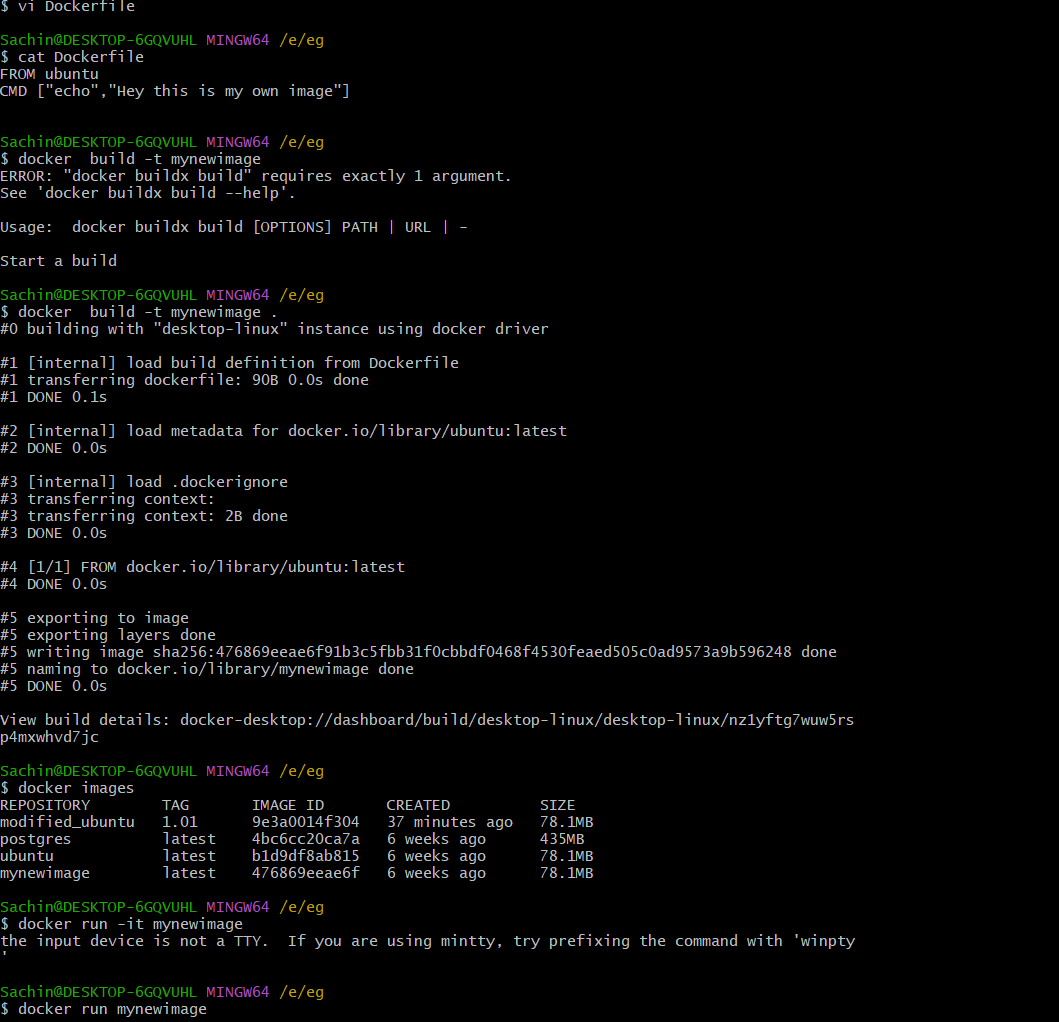 $ vi Dockerfile
Sachin@DESKTOP-6GQVUHL MINGW64 /e/eg
$ cat Dockerfile
FROM ubuntu
CMD ["echo","Hey this is my own image"]
Sachin@DESKTOP-6GQVUHL MINGW64 /e/eg
$ docker  build -t mynewimage
ERROR: "docker buildx build" requires exactly 1 argument.
See 'docker buildx build --help'.
Usage:  docker buildx build [OPTIONS] PATH | URL | -
Start a build
Sachin@DESKTOP-6GQVUHL MINGW64 /e/eg
$ docker  build -t mynewimage .
#0 building with "desktop-linux" instance using docker driver
#1 [internal] load build definition from Dockerfile
#1 transferring dockerfile: 90B 0.0s done
#1 DONE 0.1s
#2 [internal] load metadata for docker.io/library/ubuntu:latest
#2 DONE 0.0s
#3 [internal] load .dockerignore
#3 transferring context:
#3 transferring context: 2B done
#3 DONE 0.0s
#4 [1/1] FROM docker.io/library/ubuntu:latest
#4 DONE 0.0s
#5 exporting to image
#5 exporting layers done
#5 writing image sha256:476869eeae6f91b3c5fbb31f0cbbdf0468f4530feaed505c0ad9573a9b596248 done
#5 naming to docker.io/library/mynewimage done
#5 DONE 0.0s
View build details: docker-desktop://dashboard/build/desktop-linux/desktop-linux/nz1yftg7wuw5rs
p4mxwhvd7jc
Sachin@DESKTOP-6GQVUHL MINGW64 /e/eg
$ docker images
REPOSITORY        TAG       IMAGE ID       CREATED          SIZE
modified_ubuntu   1.01      9e3a0014f304   37 minutes ago   78.1MB
postgres          latest    4bc6cc20ca7a   6 weeks ago      435MB
ubuntu            latest    b1d9df8ab815   6 weeks ago      78.1MB
mynewimage        latest    476869eeae6f   6 weeks ago      78.1MB
Sachin@DESKTOP-6GQVUHL MINGW64 /e/eg
$ docker run -it mynewimage
the input device is not a TTY.  If you are using mintty, try prefixing the command with 'winpty
'
Sachin@DESKTOP-6GQVUHL MINGW64 /e/eg
$ docker run mynewimage